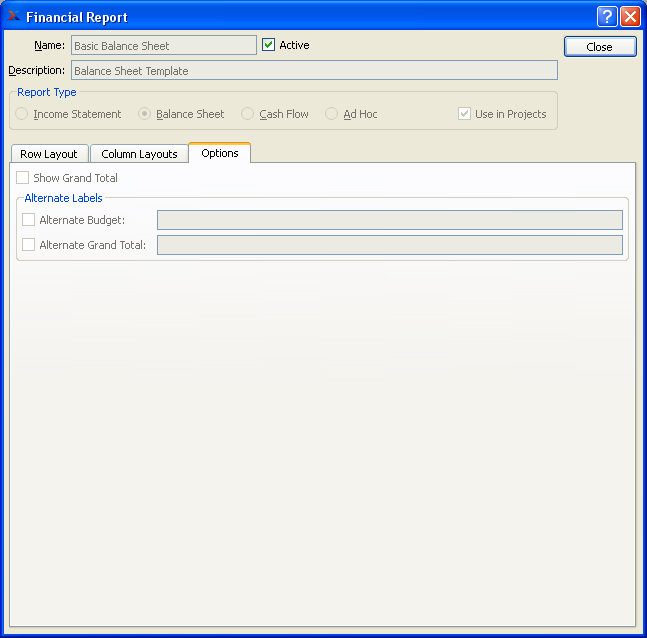 Financial Report
Name: Basic Balance Sheet Active Close
Description: Balance Sheet Template
Report Type
Income Statement Balance Sheet Cash Flow Ad Hoc Use in Projects
Row Layout Column Layouts Options
Show Grand Total
Alternate Labels
Alternate Budget:
Alternate Grand Total: